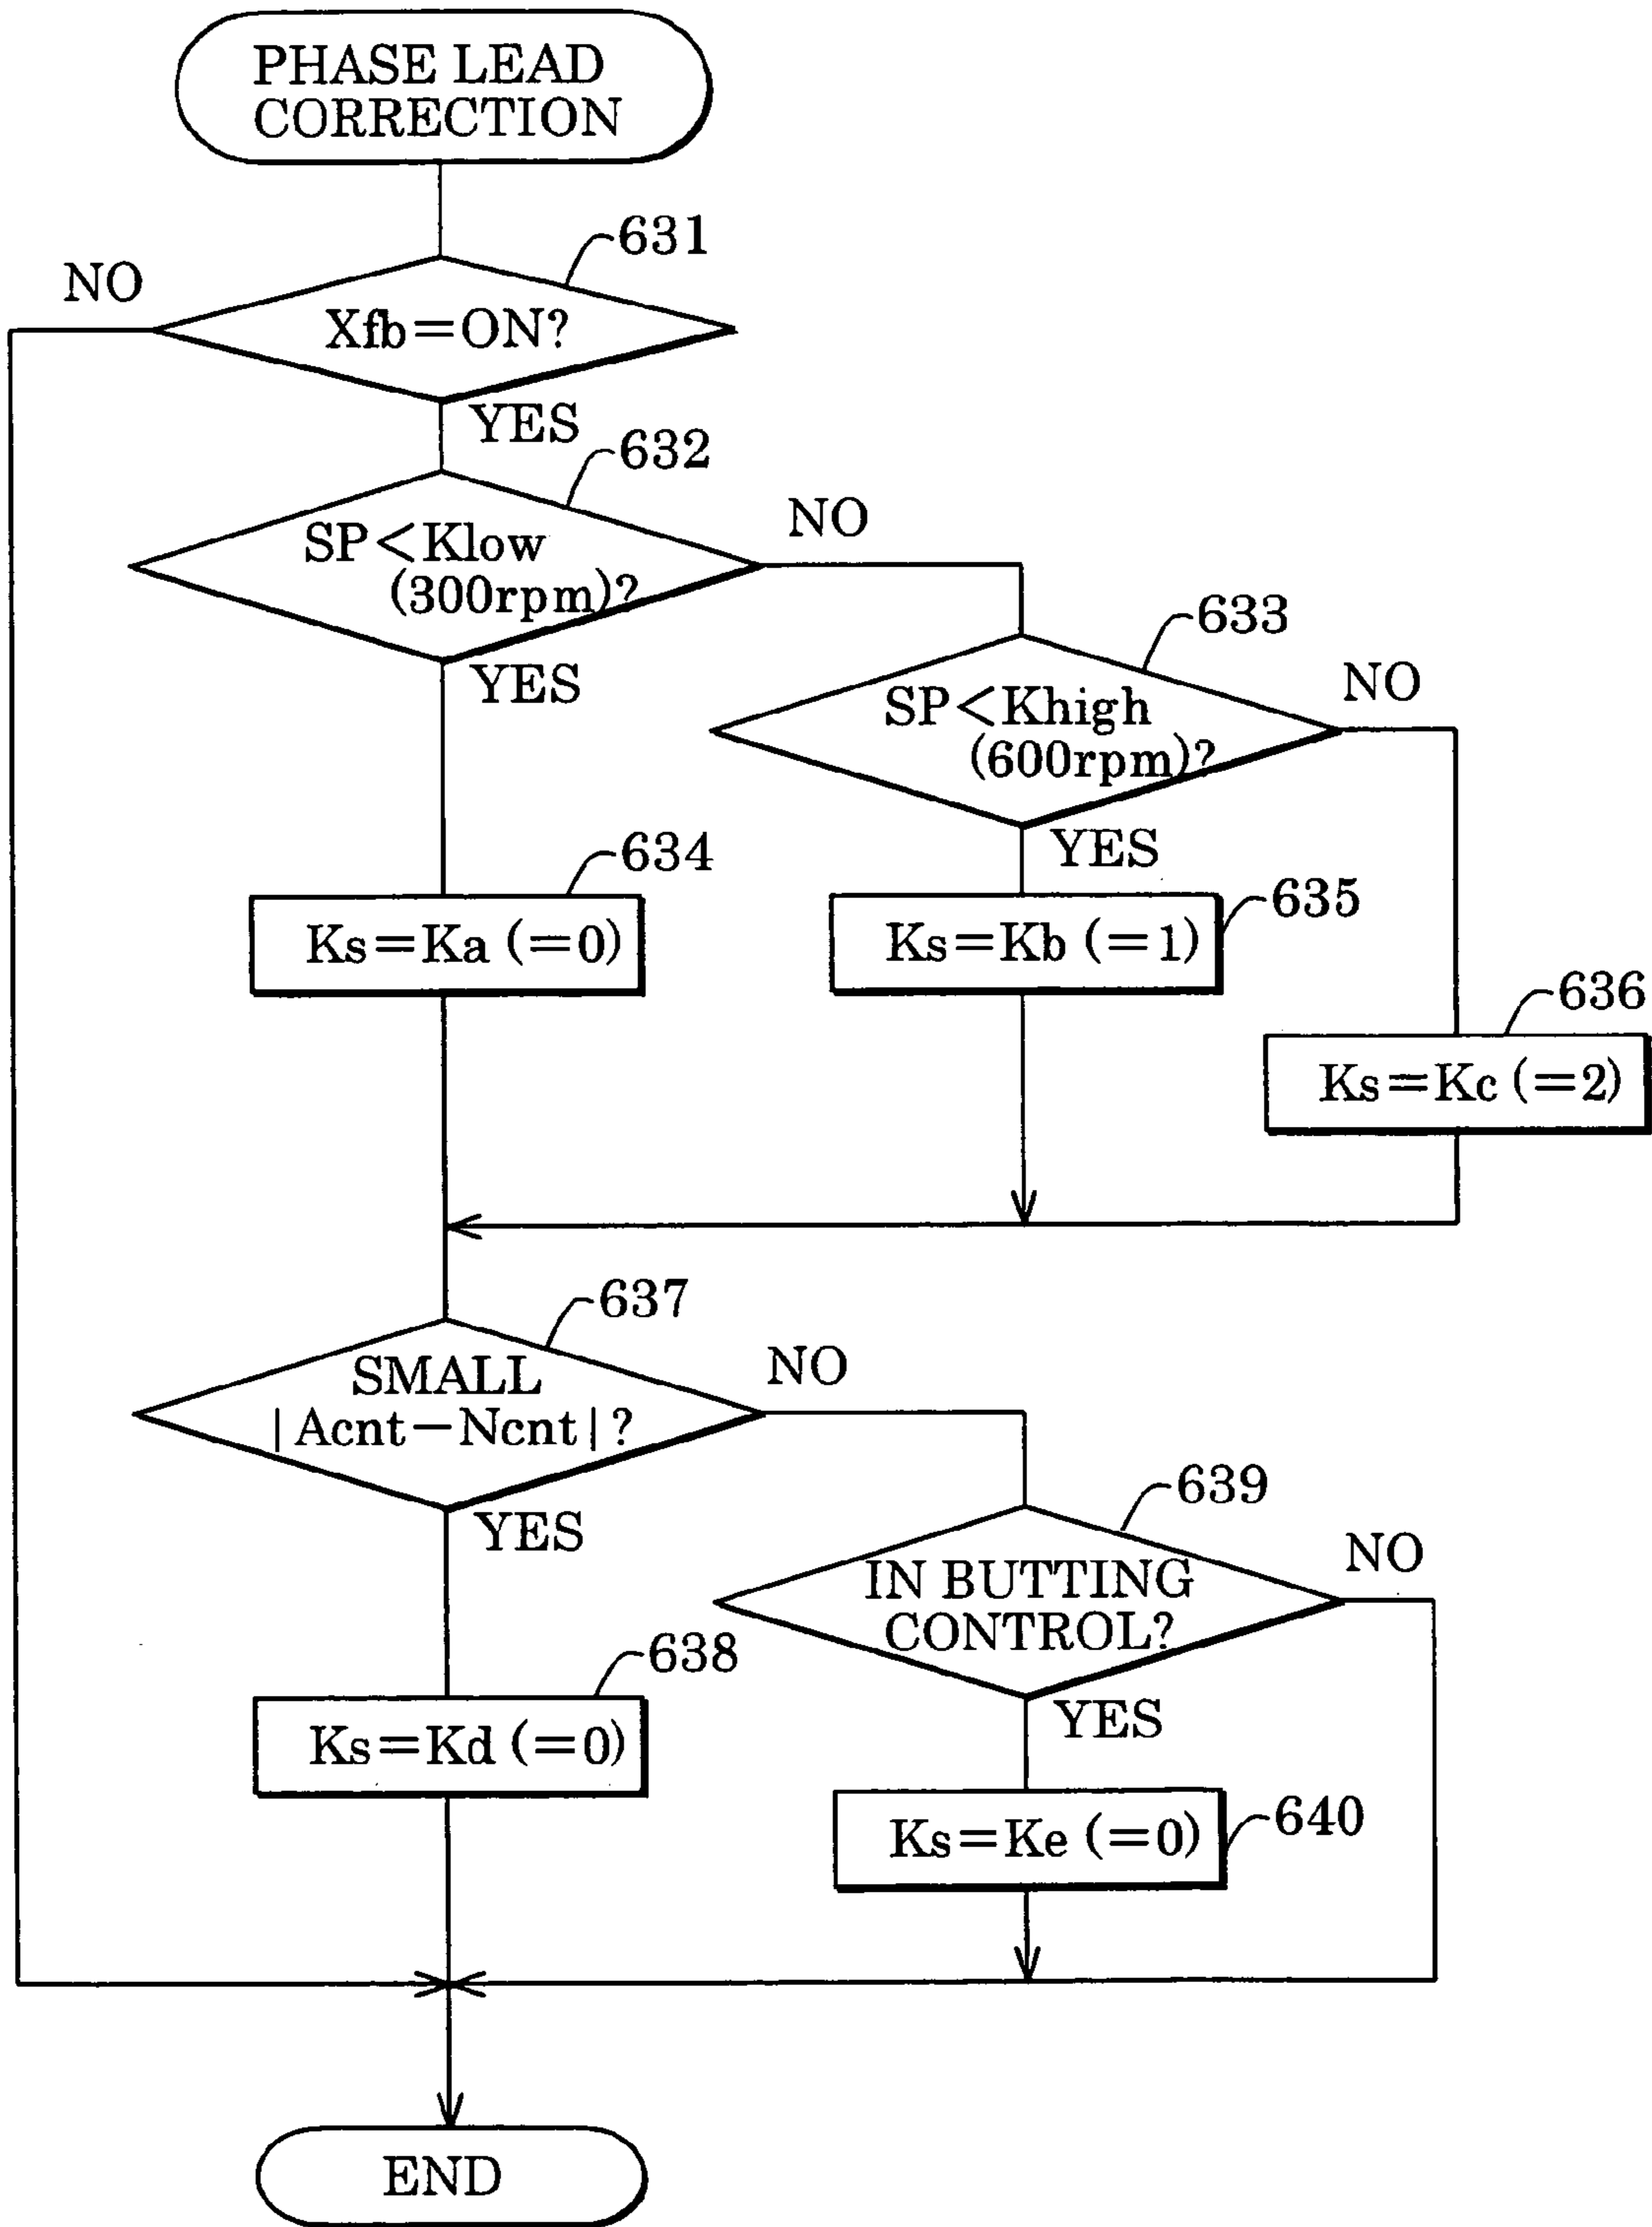 PHASE LEAD
CORRECTION
631
NO
Xfb=ON?
YES
632
NO
SP<Klow
(300rpm)?
YES
633
NO
SP<Khigh
(600rpm)?
YES
634
Ks=Ka (=0)
635
Ks=Kb (=1)
636
Ks=Kc (=2)
637
NO
SMALL
|Acnt-Ncnt|?
YES
639
NO
IN BUTTING
CONTROL?
YES
638
Ks=Kd (=0)
640
Ks=Ke (=0)
END